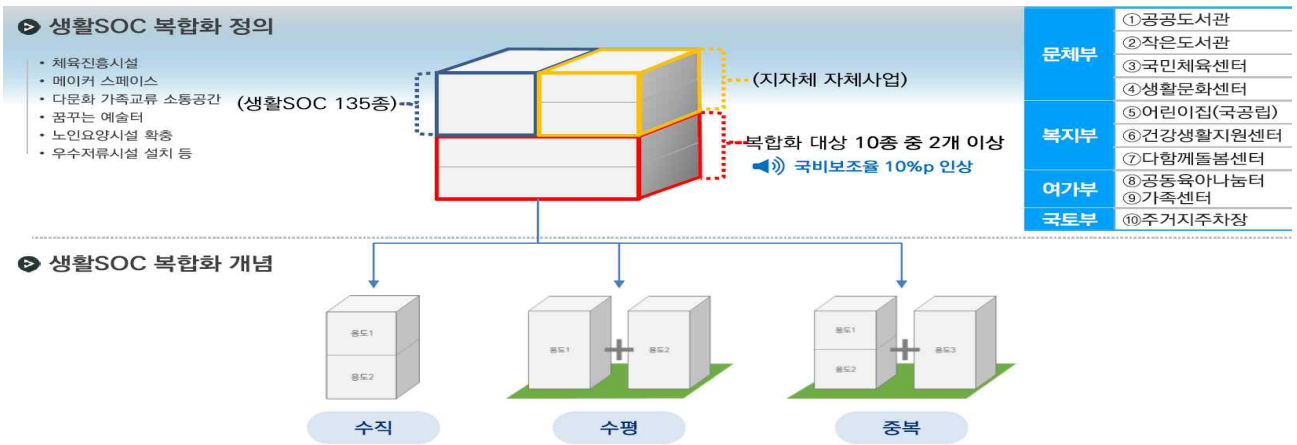 생활SOC 복합화 정의
• 체육진흥시설
• 메이커 스페이스
• 다문화 가족교류 소통공간
• 꿈꾸는 예술터
• 노인요양시설 확충
• 우수저류시설 설치 등
(생활SOC 135종)
(지자체 자체사업)
복합화 대상 10종 중 2개 이상
국비보조율 10%p 인상
문체부
①공공도서관
②작은도서관
③국민체육센터
④생활문화센터
복지부
⑤어린이집(국공립)
⑥건강생활지원센터
⑦다함께돌봄센터
여가부
⑧공동육아나눔터
⑨가족센터
국토부
⑩주거지주차장
생활SOC 복합화 개념
용도1
용도2
수직
용도1
용도2
수평
용도1
용도2
용도3
중복